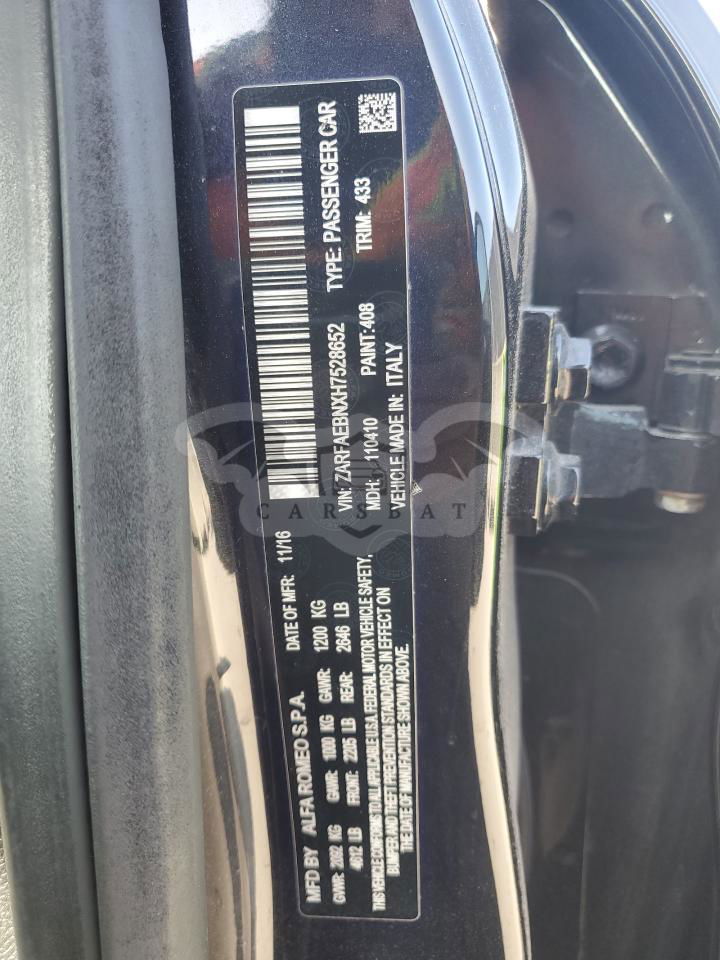 MFD BY ALFA ROMEO S.P.A. DATE OF MFR: 11/16
GVWR: 2092 KG GAWR: 1000 KG GAWR: 1200 KG
4612 LB FRONT: 2205 LB REAR: 2646 LB
THIS VEHICLE CONFORMS TO ALL APPLICABLE U.S.A. FEDERAL MOTOR VEHICLE SAFETY,
BUMPER AND THEFT PREVENTION STANDARDS IN EFFECT ON
THE DATE OF MANUFACTURE SHOWN ABOVE.
VIN: ZARFAEBNXH7528652 TYPE: PASSENGER CAR
MDH: 110410 PAINT: 408 TRIM: 433
VEHICLE MADE IN: ITALY
CARSBAT